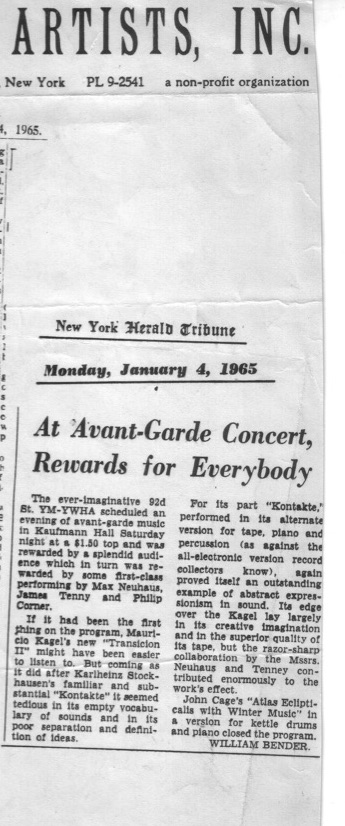 ARTISTS, INC.
New York PL 9-2541 a non-profit organization
4, 1965.
New York Herald Tribune
Monday, January 4, 1965
At Avant-Garde Concert,
Rewards for Everybody
The ever-imaginative 92d
St. YM-YWHA scheduled an
evening of avant-garde music
in Kaufmann Hall Saturday
night at a $1.50 top and was
rewarded by a splendid audi-
ence which in turn was re-
warded by some first-class
performing by Max Neuhaus,
James Tenny and Philip
Corner.
If it had been the first
thing on the program, Mauri-
cio Kagel's new "Transicion
II" might have been easier
to listen to. But coming as
it did after Karlheinz Stock-
hausen's familiar and sub-
stantial "Kontakte" it seemed
tedious in its empty vocabu-
lary of sounds and in its
poor separation and defini-
tion of ideas.
For its part "Kontakte,"
performed in its alternate
version for tape, piano and
percussion (as against the
all-electronic version record
collectors know), again
proved itself an outstanding
example of abstract expres-
sionism in sound. Its edge
over the Kagel lay largely
in its creative imagination
and in the superior quality of
its tape, but the razor-sharp
collaboration by the Mssrs.
Neuhaus and Tenney con-
tributed enormously to the
work's effect.
John Cage's "Atlas Eclipti-
calls with Winter Music" in
a version for kettle drums
and piano closed the program.
WILLIAM BENDER.